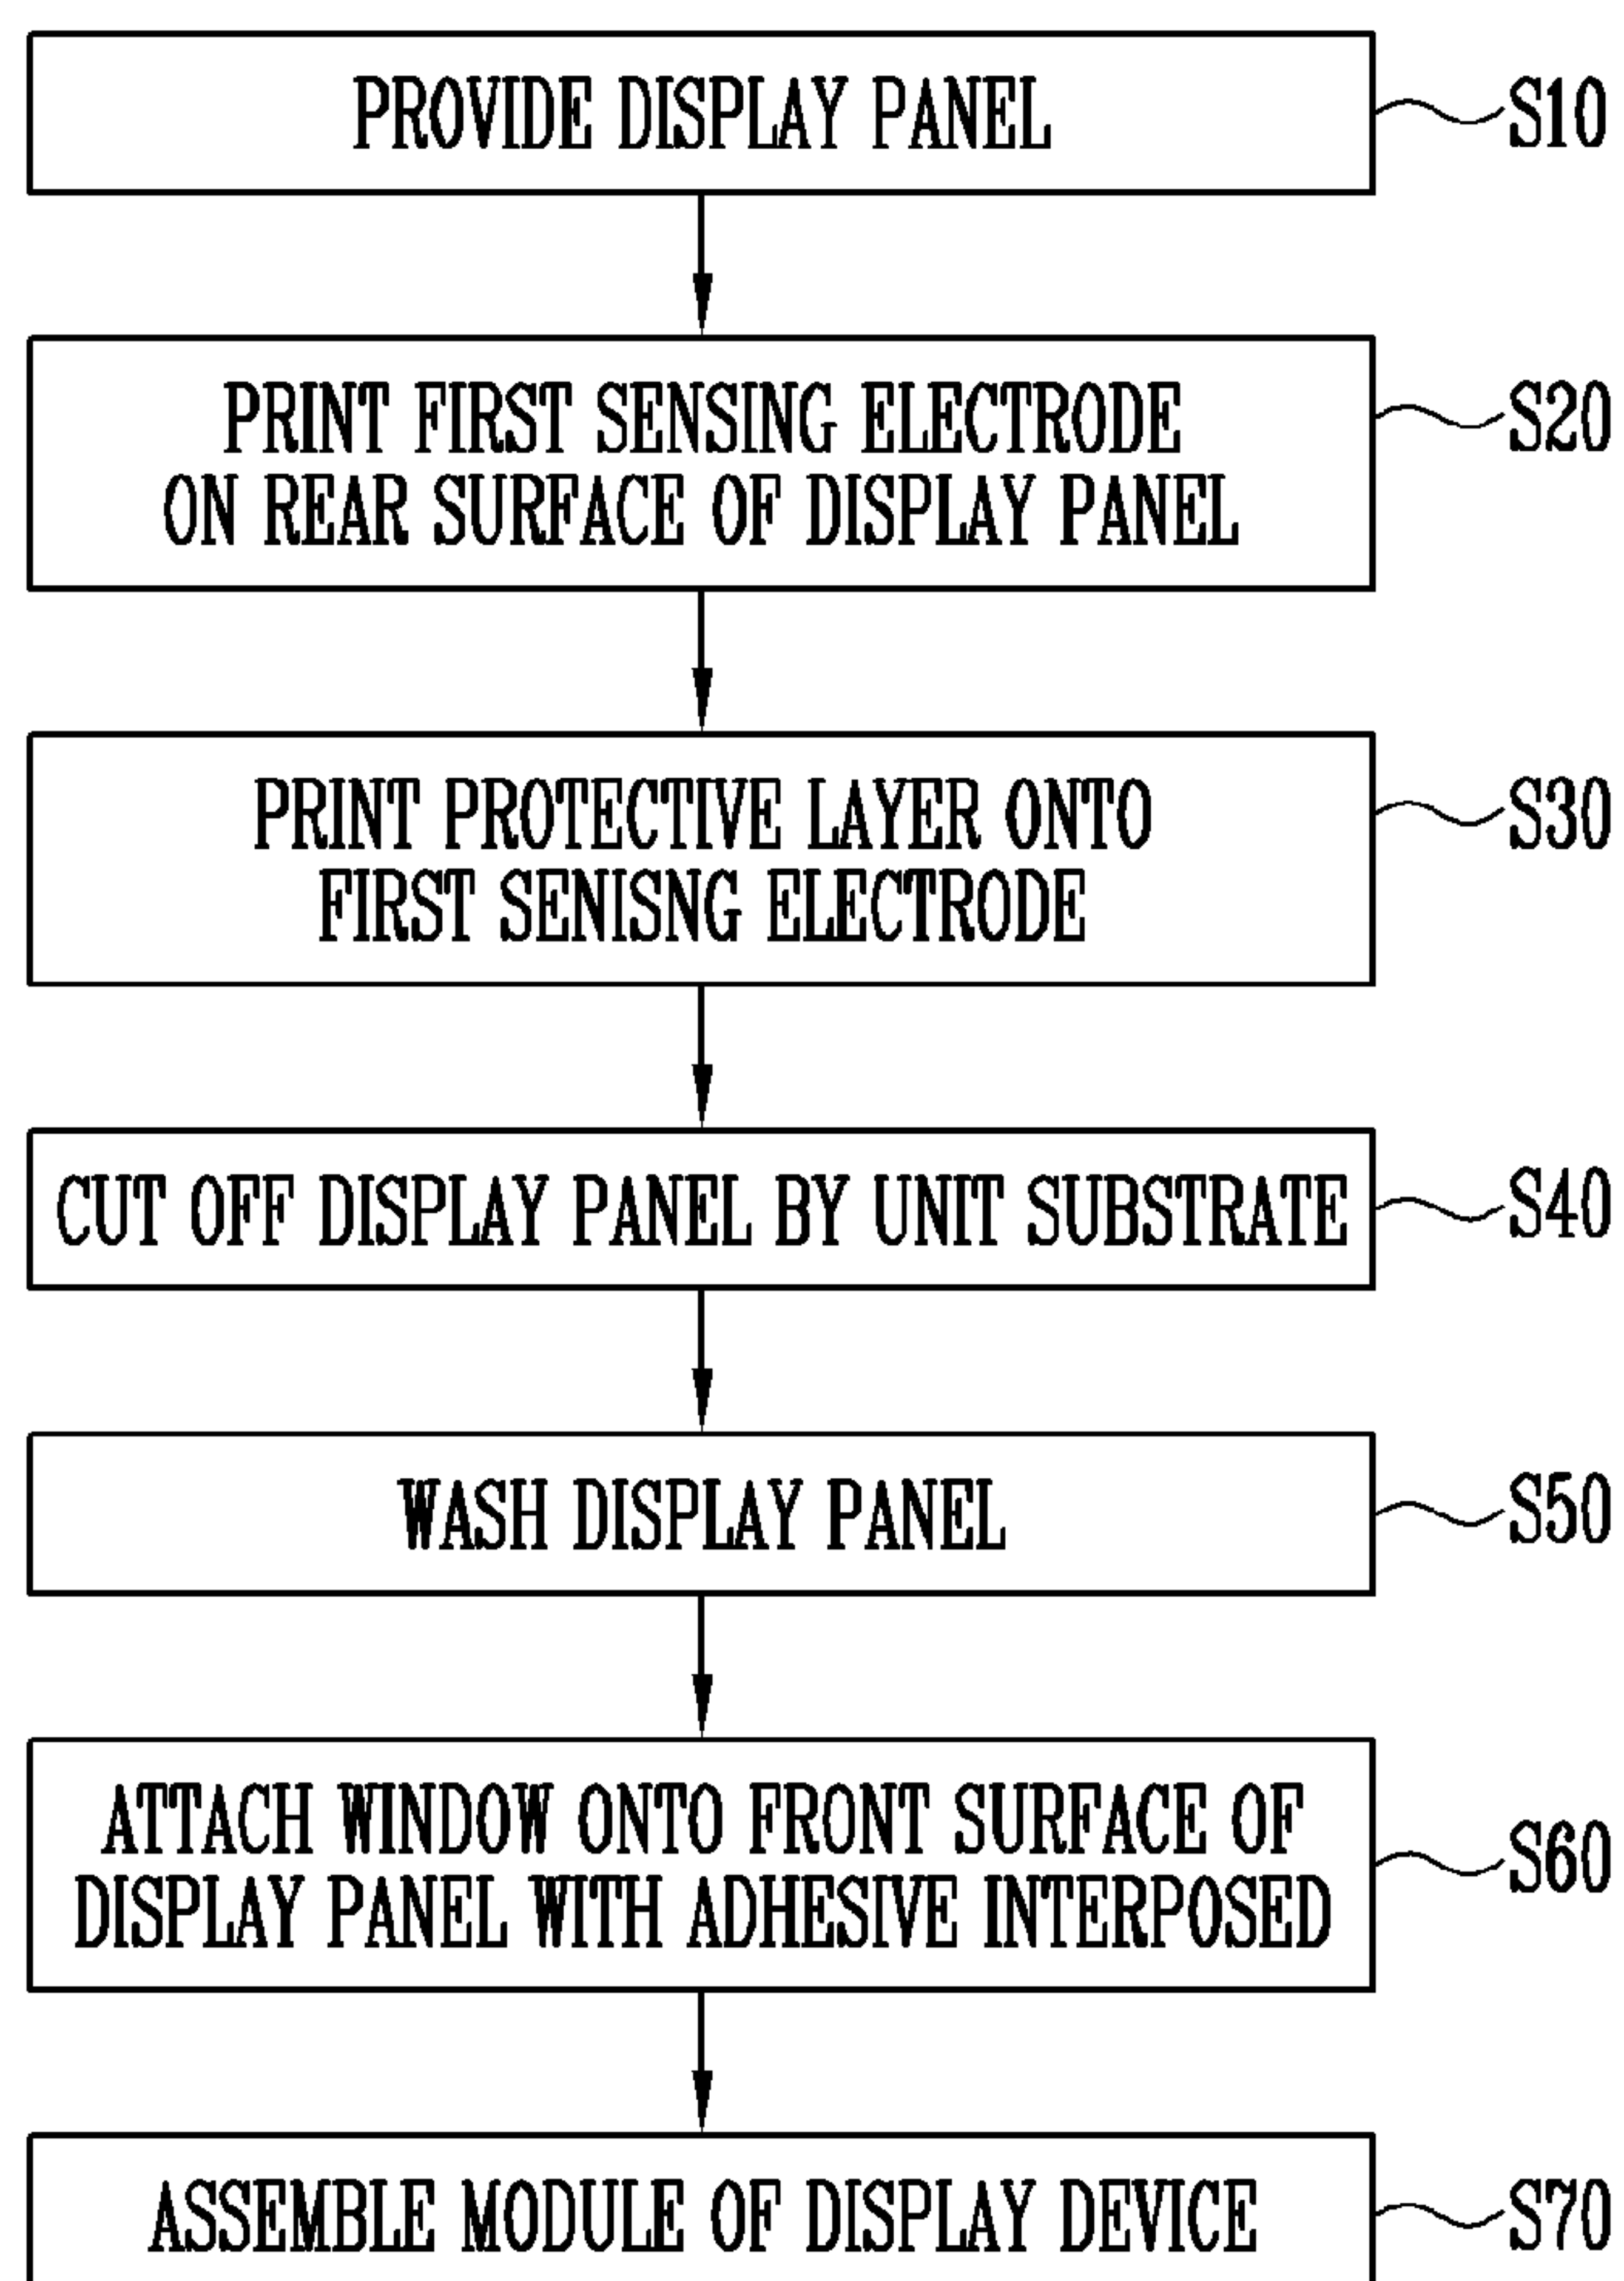 PROVIDE DISPLAY PANEL
S10
PRINT FIRST SENSING ELECTRODE
ON REAR SURFACE OF DISPLAY PANEL
S20
PRINT PROTECTIVE LAYER ONTO
FIRST SENISNG ELECTRODE
S30
CUT OFF DISPLAY PANEL BY UNIT SUBSTRATE
S40
WASH DISPLAY PANEL
S50
ATTACH WINDOW ONTO FRONT SURFACE OF
DISPLAY PANEL WITH ADHESIVE INTERPOSED
S60
ASSEMBLE MODULE OF DISPLAY DEVICE
S70